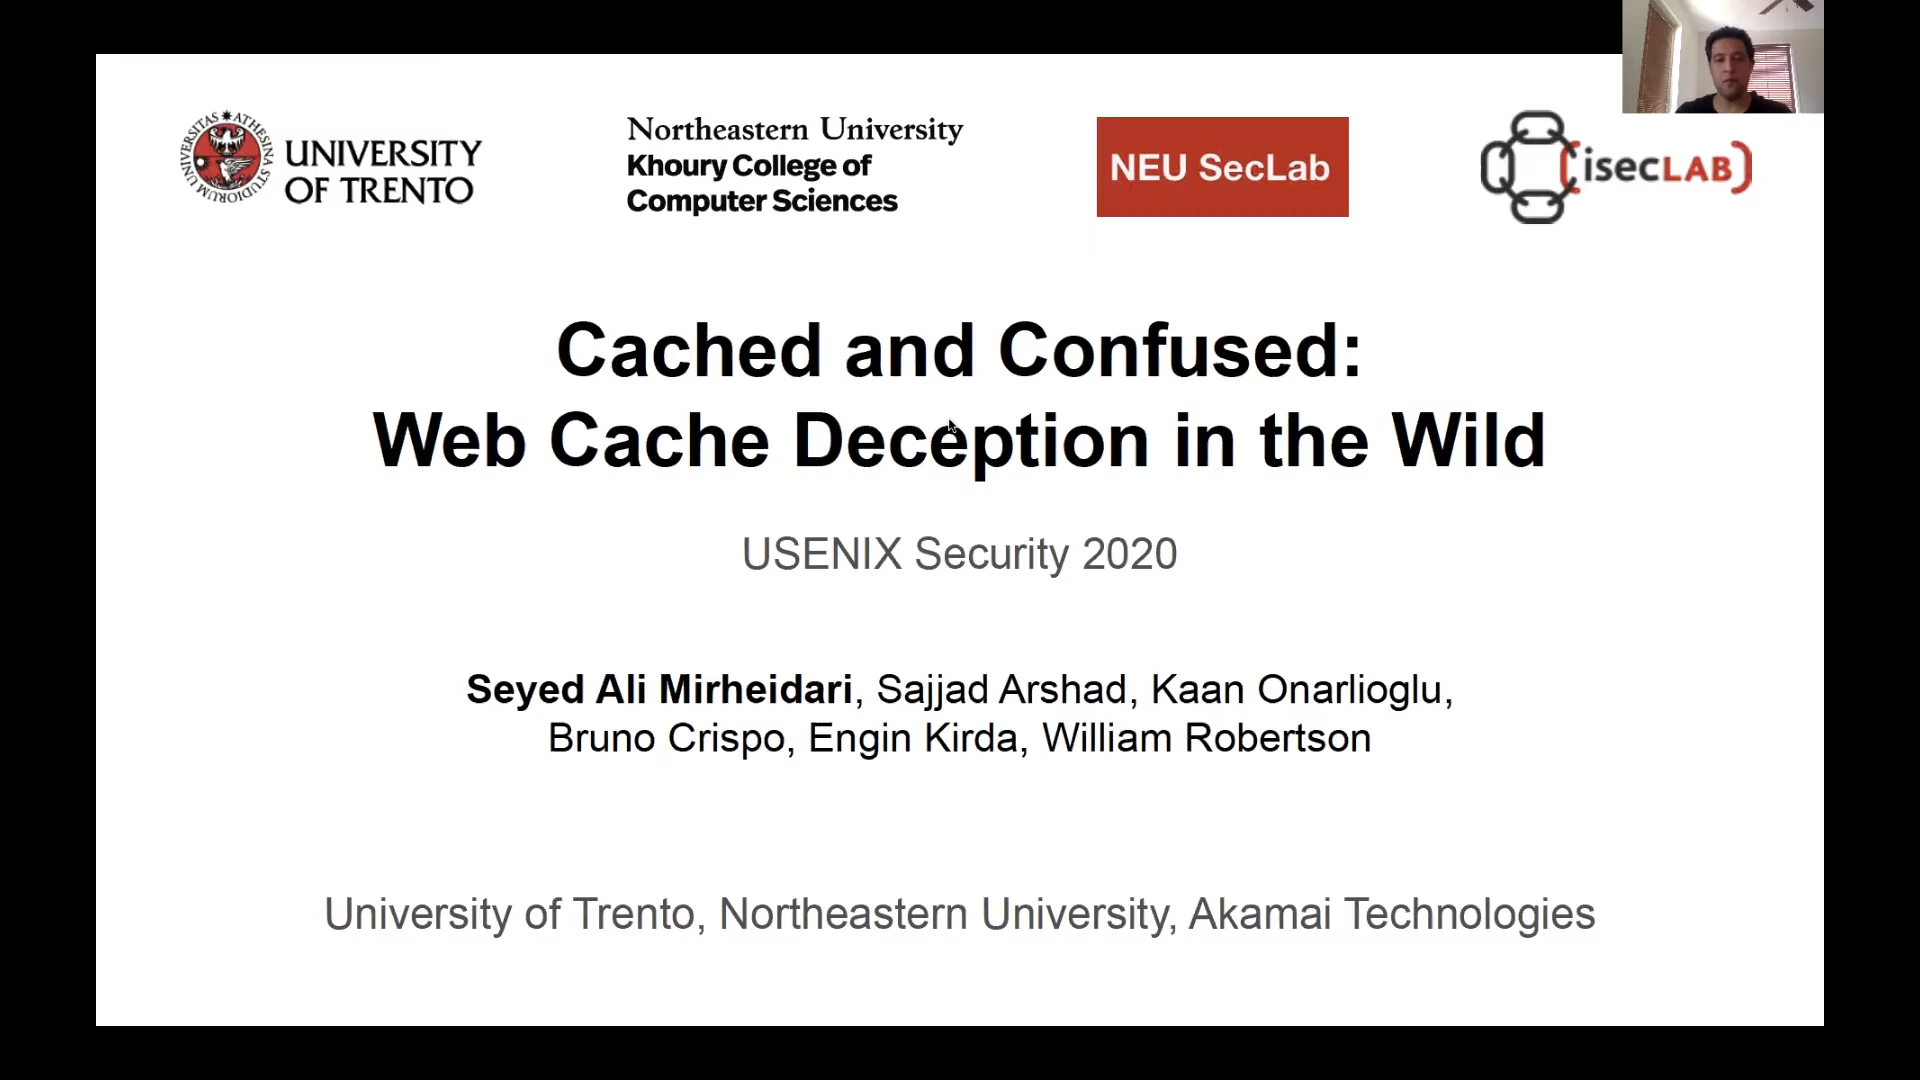 UNIVERSITAS ATHESINA STUDIORUM
UNIVERSITY
OF TRENTO
Northeastern University
Khoury College of
Computer Sciences
NEU SecLab
isecLAB
Cached and Confused:
Web Cache Deception in the Wild
USENIX Security 2020
Seyed Ali Mirheidari, Sajjad Arshad, Kaan Onarlioglu,
Bruno Crispo, Engin Kirda, William Robertson
University of Trento, Northeastern University, Akamai Technologies